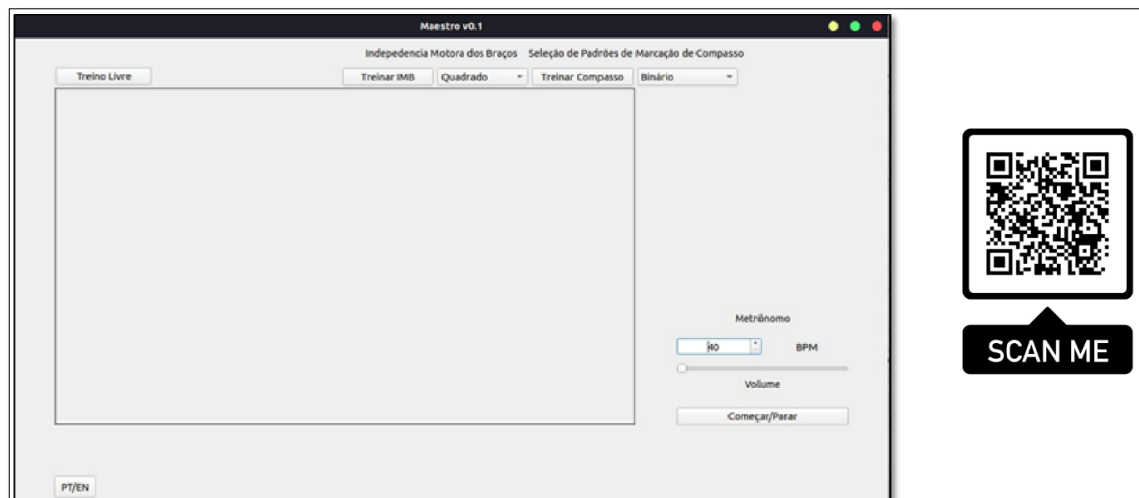 Maestro v0.1
Indepedencia Motora dos Braços Seleção de Padrões de Marcação de Compasso
Treino Livre Treinar IMB Quadrado Treinar Compasso Binário
Metrônomo
40 BPM
Vollume
Começar/Parar
PT/EN
SCAN ME